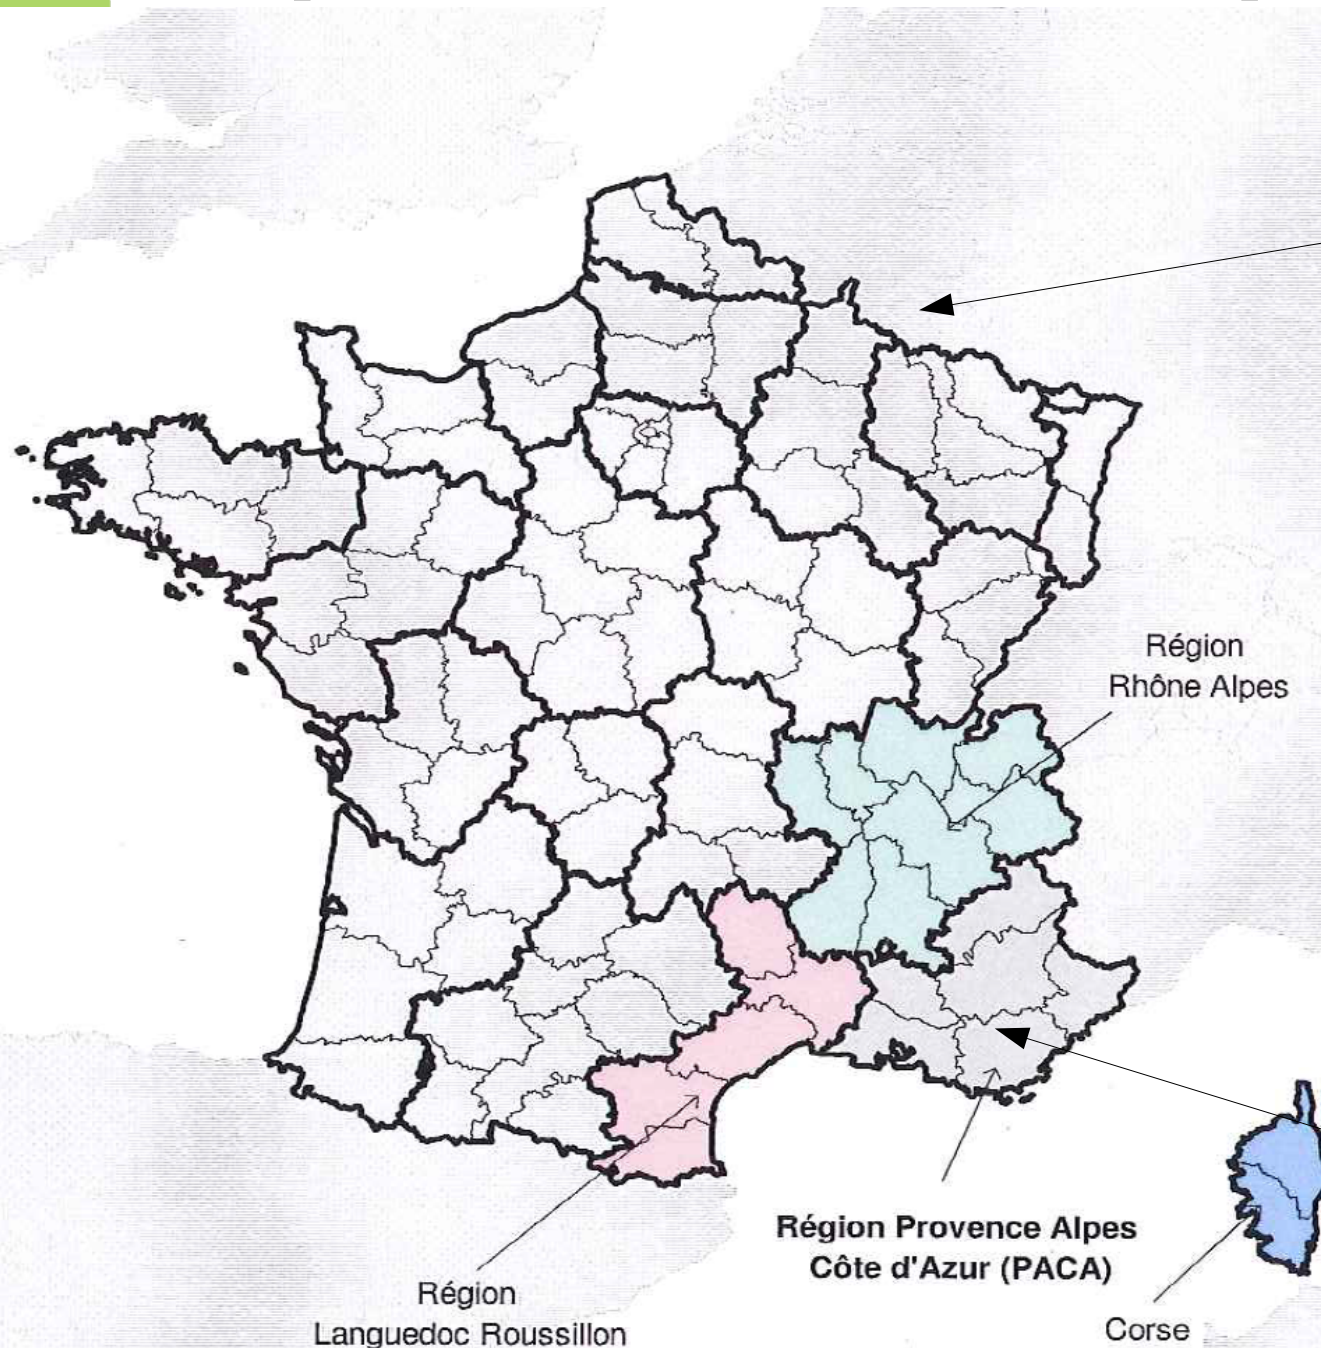 Région
Rhône Alpes
Région Provence Alpes
Côte d'Azur (PACA)
Région
Languedoc Roussillon
Corse